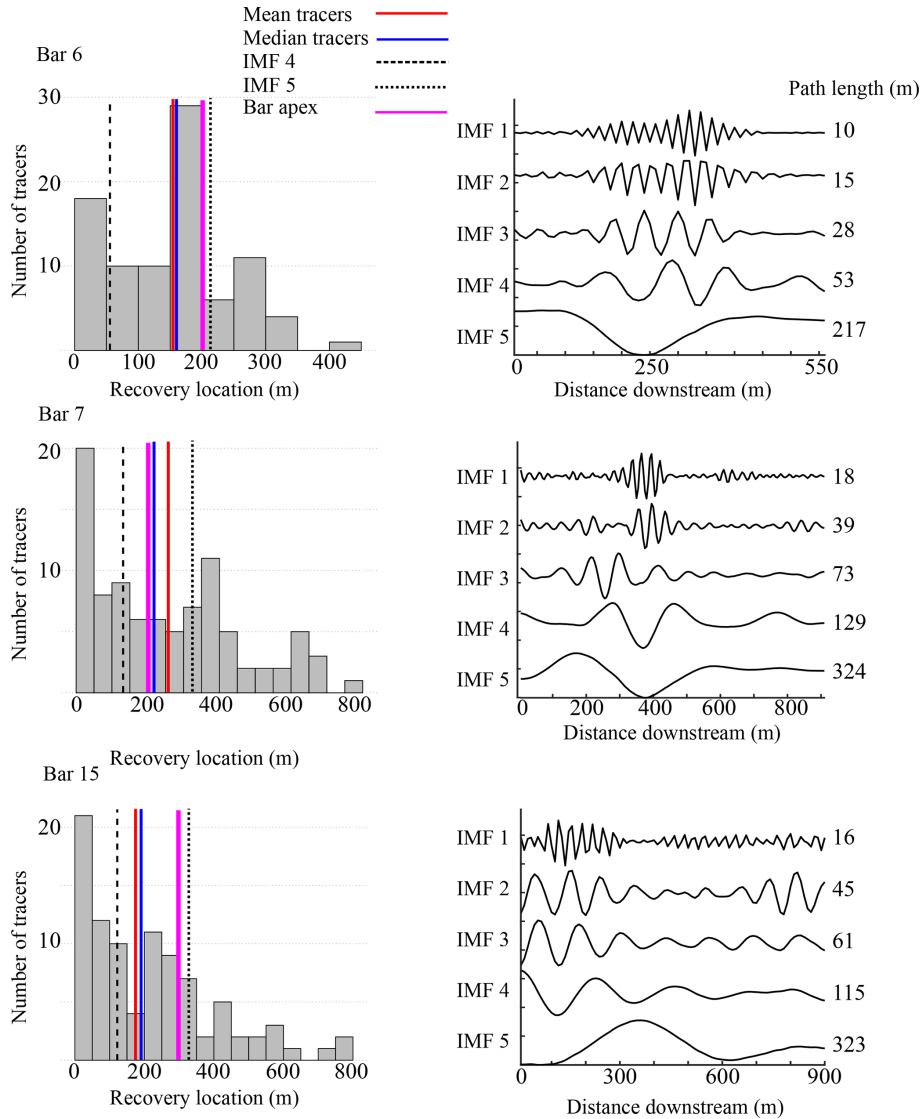 Mean tracers
Median tracers
IMF 4
IMF 5
Bar apex
Bar 6
30
20
10
Number of tracers
0 100 200 300 400
Recovery location (m)
Path length (m)
IMF 1 10
IMF 2 15
IMF 3 28
IMF 4 53
IMF 5 217
0 250 550
Distance downstream (m)
Bar 7
20
10
Number of tracers
0 200 400 600 800
Recovery location (m)
IMF 1 18
IMF 2 39
IMF 3 73
IMF 4 129
IMF 5 324
0 200 400 600 800
Distance downstream (m)
Bar 15
20
10
Number of tracers
0 200 400 600 800
Recovery location (m)
IMF 1 16
IMF 2 45
IMF 3 61
IMF 4 115
IMF 5 323
0 300 600 900
Distance downstream (m)